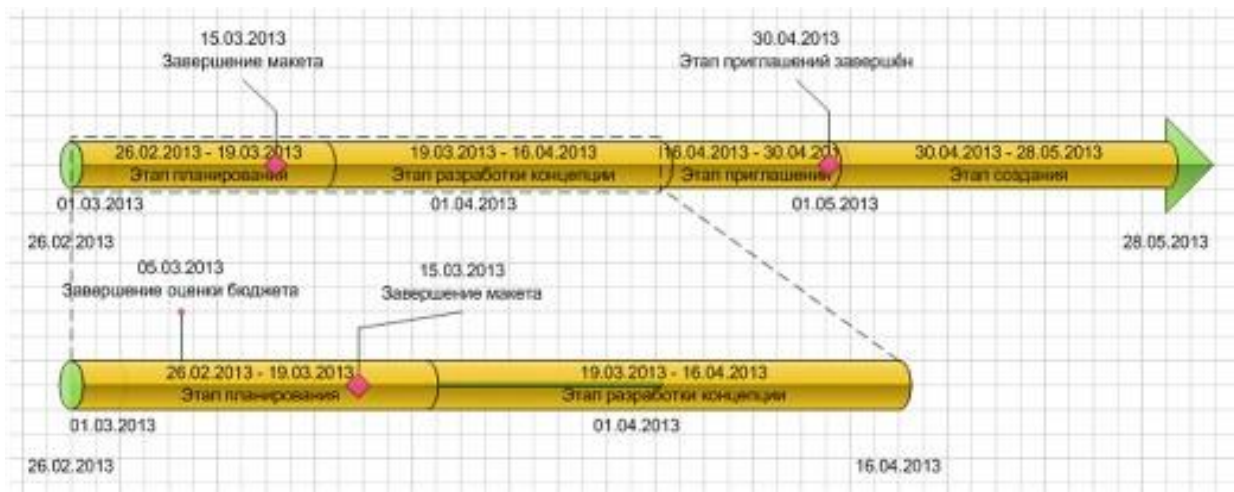 15.03.2013
Завершение макета
30.04.2013
Этап приглашений завершён
26.02.2013 - 19.03.2013
Этап планирования
19.03.2013 - 16.04.2013
Этап разработки концепции
16.04.2013 - 30.04.2013
Этап приглашений
30.04.2013 - 28.05.2013
Этап создания
01.03.2013
01.04.2013
01.05.2013
26.02.2013
28.05.2013
05.03.2013
Завершение оценки бюджета
15.03.2013
Завершение макета
26.02.2013 - 19.03.2013
Этап планирования
19.03.2013 - 16.04.2013
Этап разработки концепции
01.03.2013
01.04.2013
26.02.2013
16.04.2013